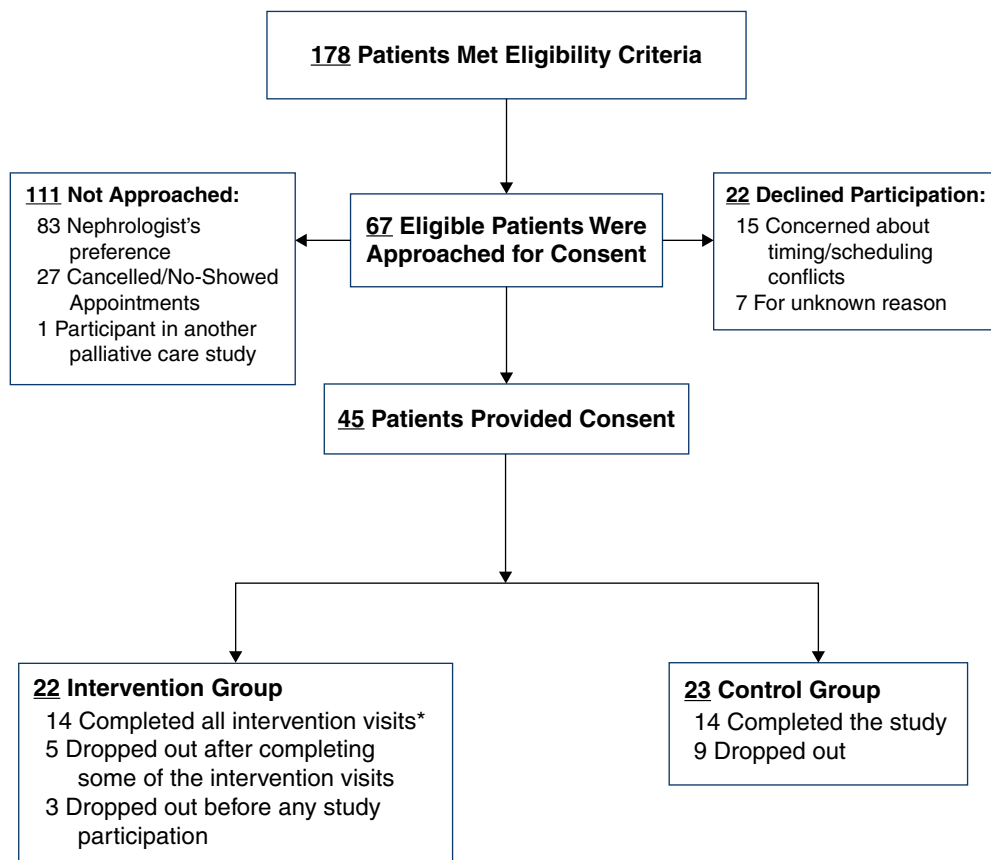 178 Patients Met Eligibility Criteria
111 Not Approached:
83 Nephrologist's
preference
27 Cancelled/No-Showed
Appointments
1 Participant in another
palliative care study
67 Eligible Patients Were
Approached for Consent
22 Declined Participation:
15 Concerned about
timing/scheduling
conflicts
7 For unknown reason
45 Patients Provided Consent
22 Intervention Group
14 Completed all intervention visits*
5 Dropped out after completing
some of the intervention visits
3 Dropped out before any study
participation
23 Control Group
14 Completed the study
9 Dropped out